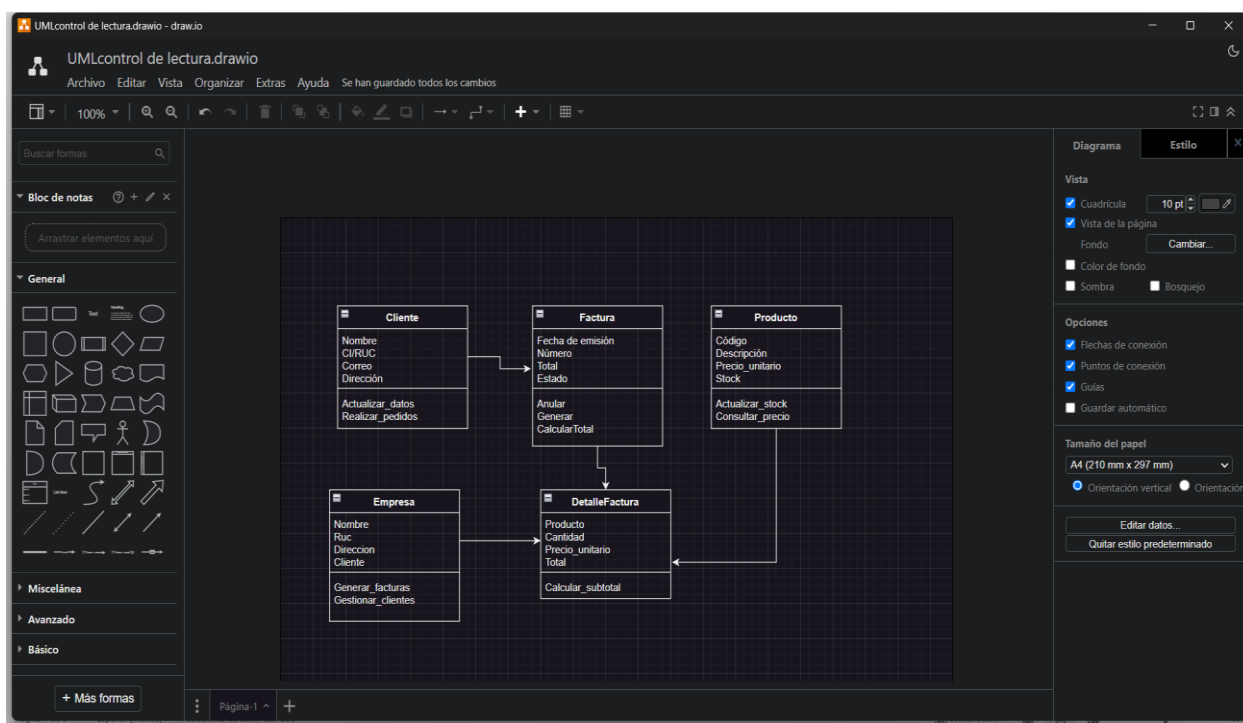 UMLcontrol de lectura.drawio - draw.io
UMLcontrol de lectura.drawio
Archivo Editar Vista Organizar Extras Ayuda Se han guardado todos los cambios
100%
Buscar formas
Bloc de notas
Arrastrar elementos aquí
General
Text
Heading
List Item
Miscelánea
Avanzado
Básico
+ Más formas
Cliente
Nombre
CI/RUC
Correo
Dirección
Actualizar_datos
Realizar_pedidos
Factura
Fecha de emisión
Número
Total
Estado
Anular
Generar
CalcularTotal
Producto
Código
Descripción
Precio_unitario
Stock
Actualizar_stock
Consultar_precio
Empresa
Nombre
Ruc
Direccion
Cliente
Generar_facturas
Gestionar_clientes
DetalleFactura
Producto
Cantidad
Precio_unitario
Total
Calcular_subtotal
Página-1
Diagrama Estilo
Vista
Cuadrícula 10 pt
Vista de la página
Fondo Cambiar...
Color de fondo
Sombra Bosquejo
Opciones
Flechas de conexión
Puntos de conexión
Guías
Guardar automático
Tamaño del papel
A4 (210 mm x 297 mm)
Orientación vertical Orientación
Editar datos...
Quitar estilo predeterminado